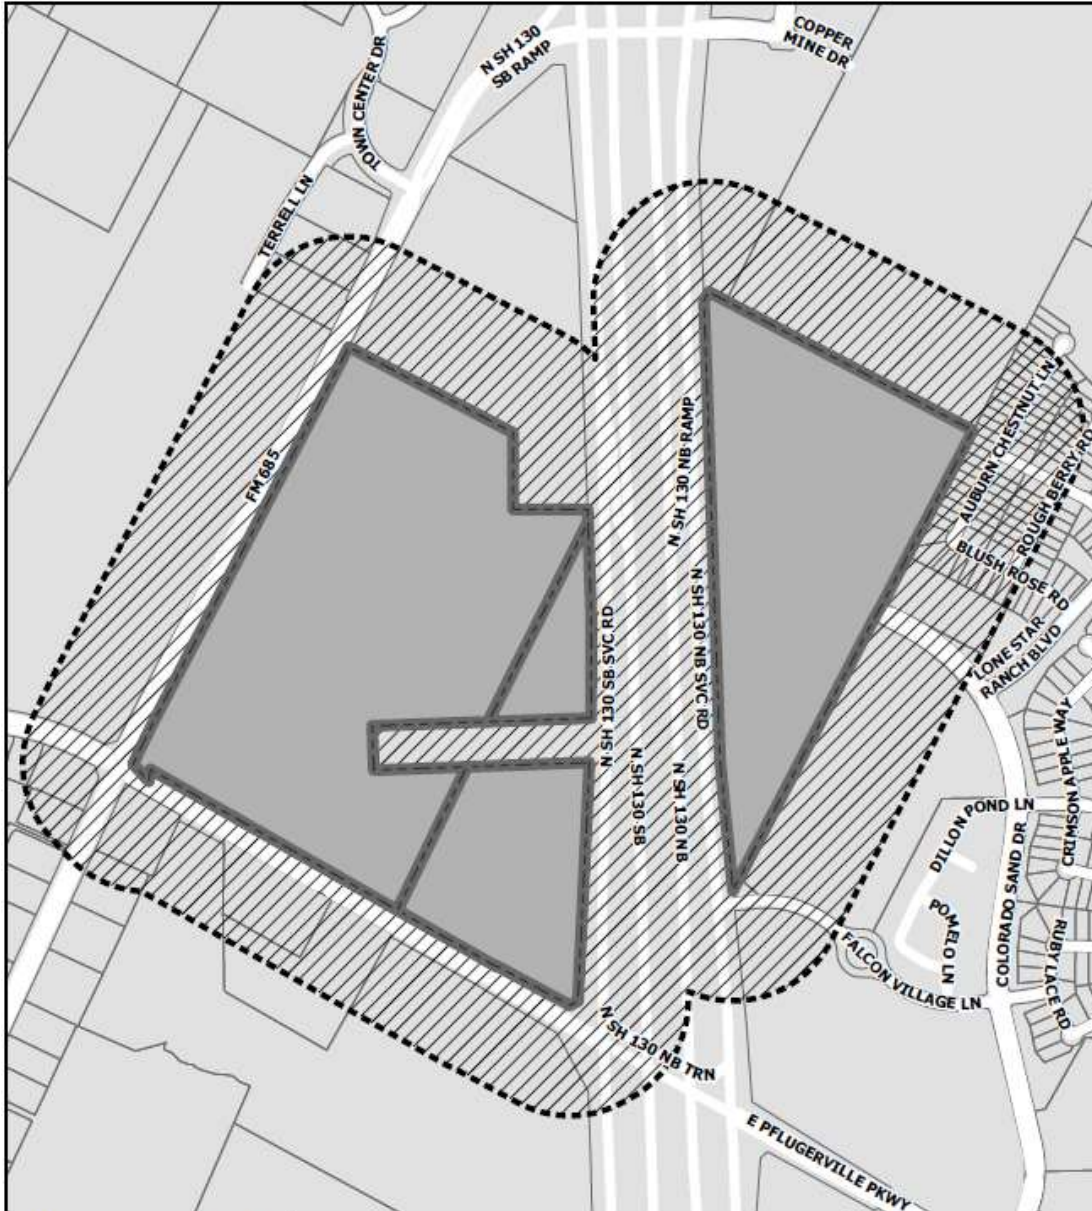 COPPER
MINE DR
N SH 130
SB RAMP
TOWN CENTER DR
TERRELL LN
FM 685
N SH 130 NB RAMP
AUBURN CHESTNUT LN
ROUGH BERRY RD
BLUSH ROSE RD
LONE STAR
RANCH BLVD
N SH 130 SB SVC RD
N SH 130 NB SVC RD
N SH 130 SB
N SH 130 NB
CRIMSON APPLE WAY
DILLON POND LN
COLORADO SAND DR
POMELO LN
RUBY LACE RD
FALCON VILLAGE LN
N SH 130 NB TRN
E PFLUGERVILLE PKWY